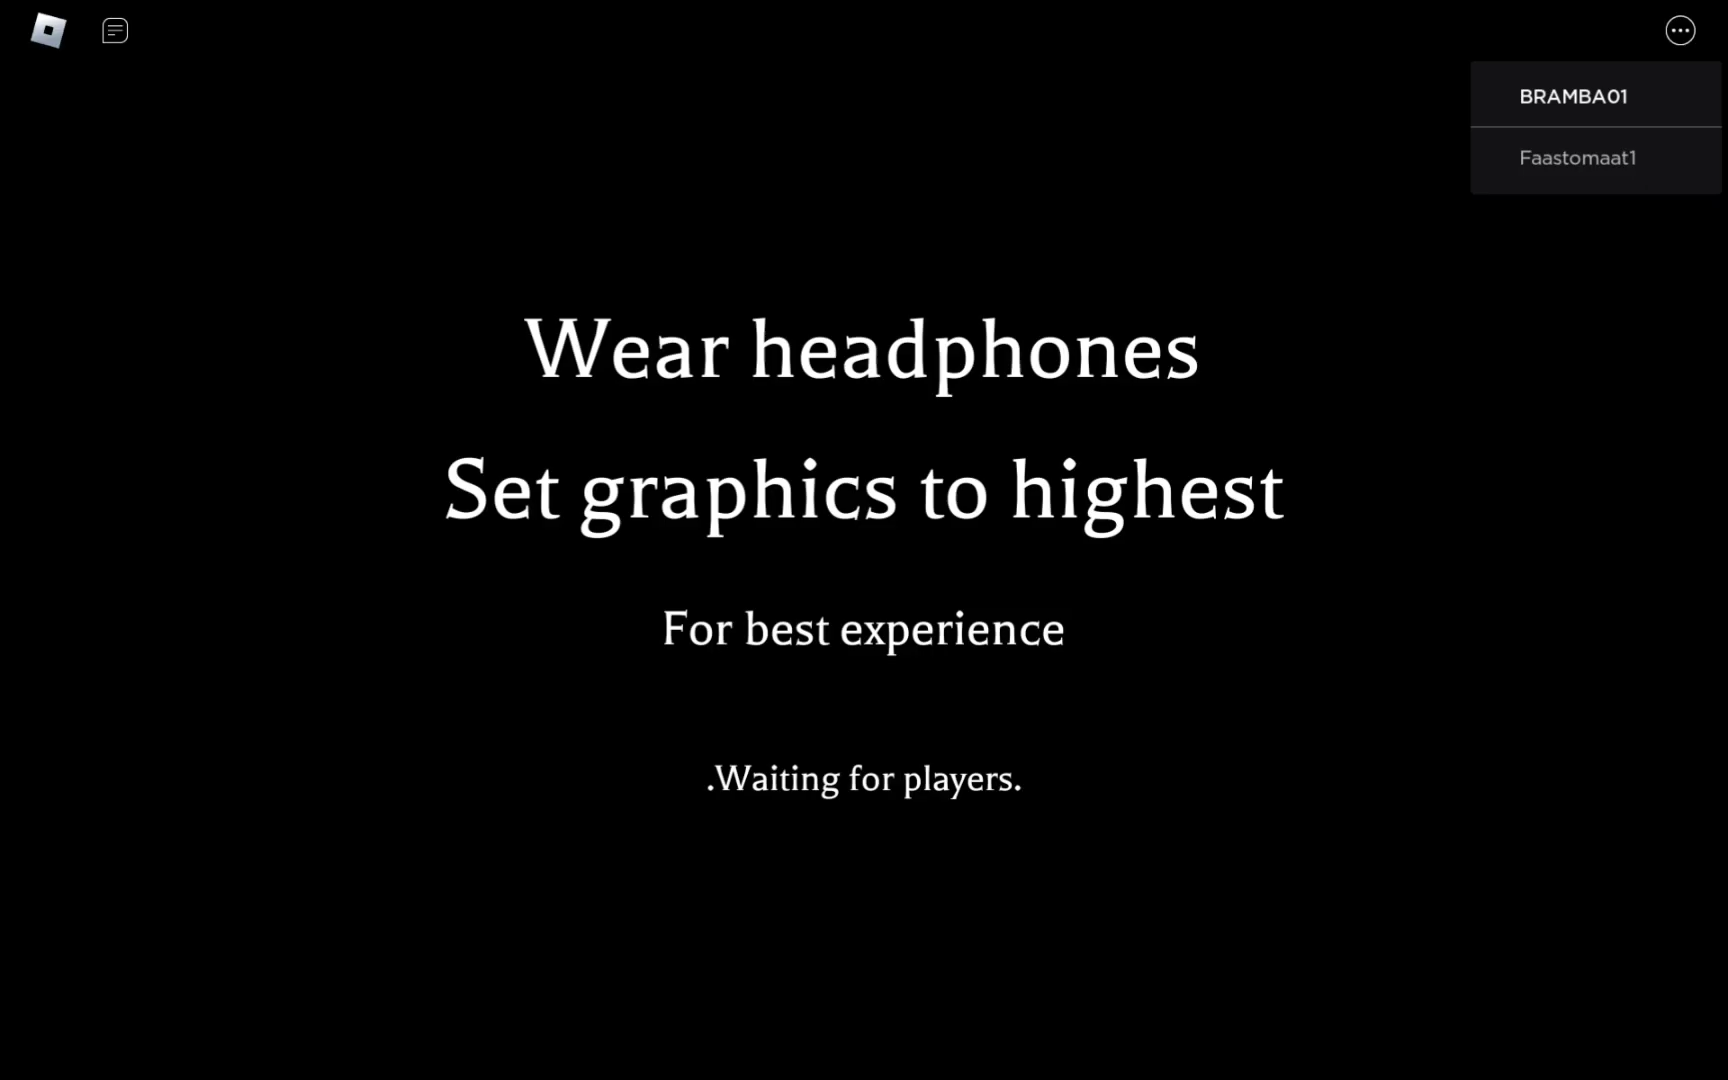 BRAMBA01
Faastomaat1
Wear headphones
Set graphics to highest
For best experience
.Waiting for players.